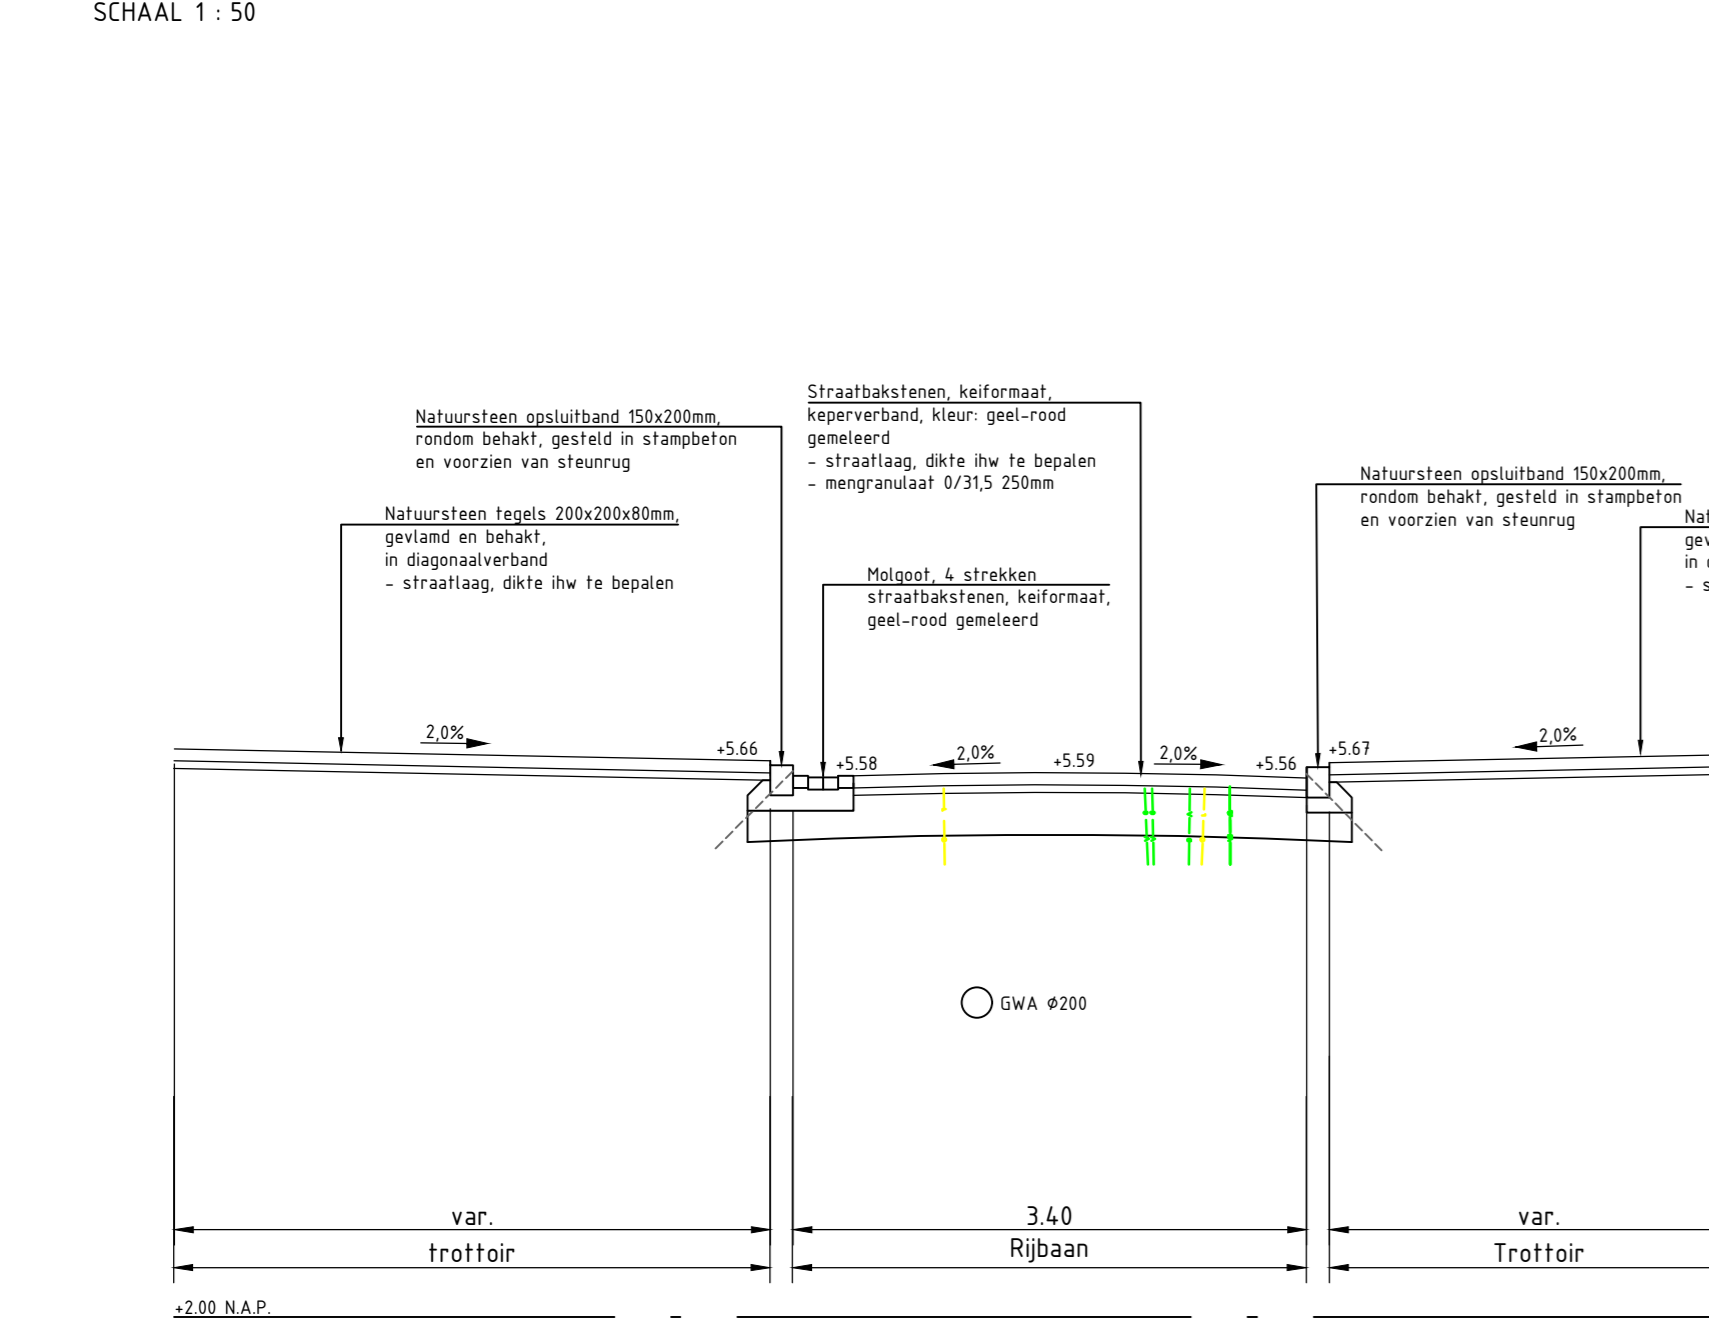 SCHAAL 1 : 50
Natuursteen opsluitband 150x200mm,
rondom behakt, gesteld in stampbeton
en voorzien van steunrug
Straatbakstenen, keiformaat,
keperverband, kleur: geel-rood
gemeleerd
- straatlaag, dikte ihw te bepalen
- mengranulaat 0/31,5 250mm
Natuursteen opsluitband 150x200mm,
rondom behakt, gesteld in stampbeton
en voorzien van steunrug
Natuursteen tegels 200x200x80mm,
gevlamd en behakt,
in diagonaalverband
- straatlaag, dikte ihw te bepalen
Nat
gev
in
- s
Molgoot, 4 strekken
straatbakstenen, keiformaat,
geel-rood gemeleerd
2,0%
+5.66
+5.58
2,0%
+5.59
2,0%
+5.56
+5.67
2,0%
GWA Ø200
var.
3.40
var.
trottoir
Rijbaan
Trottoir
+2.00 N.A.P.